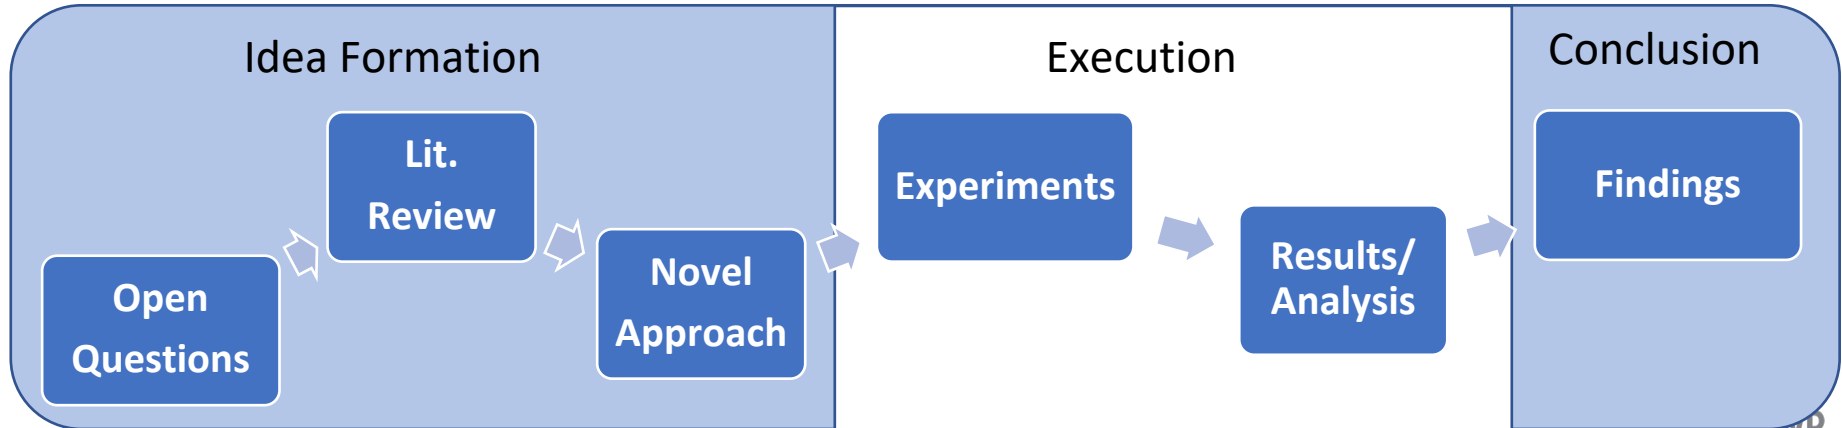 Idea Formation
Execution
Conclusion
Open
Questions
Lit.
Review
Novel
Approach
Experiments
Results/
Analysis
Findings